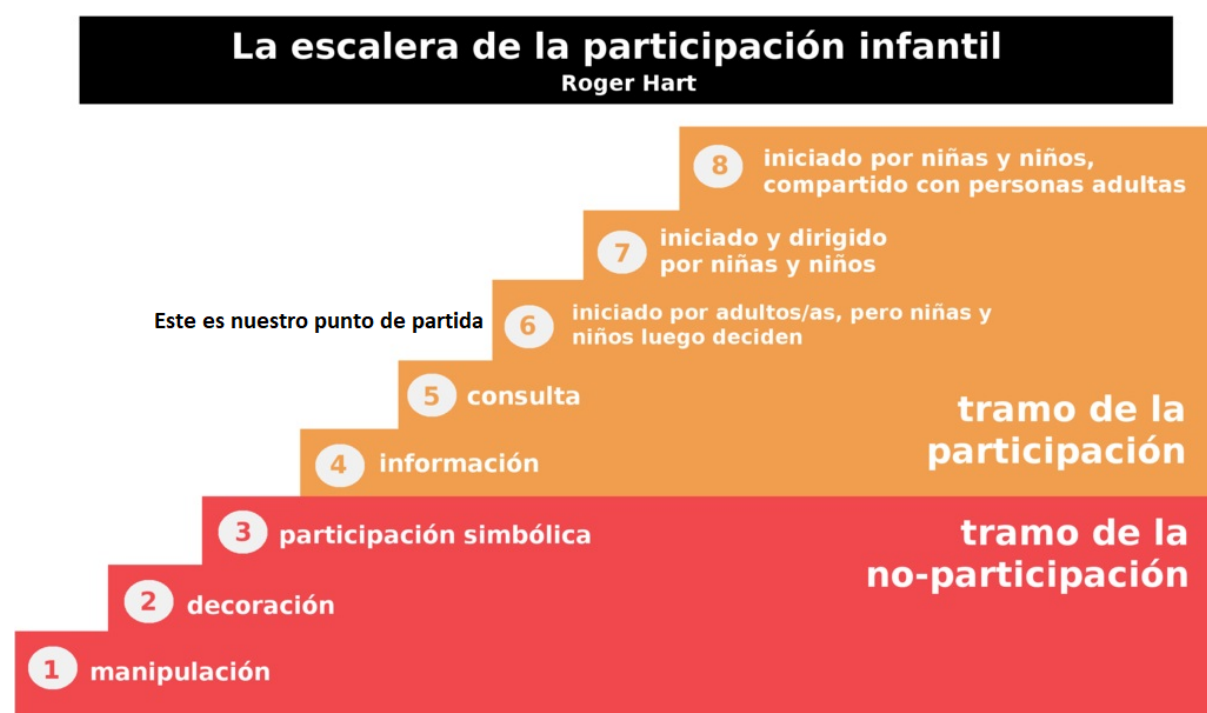 La escalera de la participación infantil
Roger Hart
8
iniciado por niñas y niños,
compartido con personas adultas
7
iniciado y dirigido
por niñas y niños
Este es nuestro punto de partida
6
iniciado por adultos/as, pero niñas y
niños luego deciden
5
consulta
tramo de la
participación
4
información
3
participación simbólica
tramo de la
no-participación
2
decoración
1
manipulación